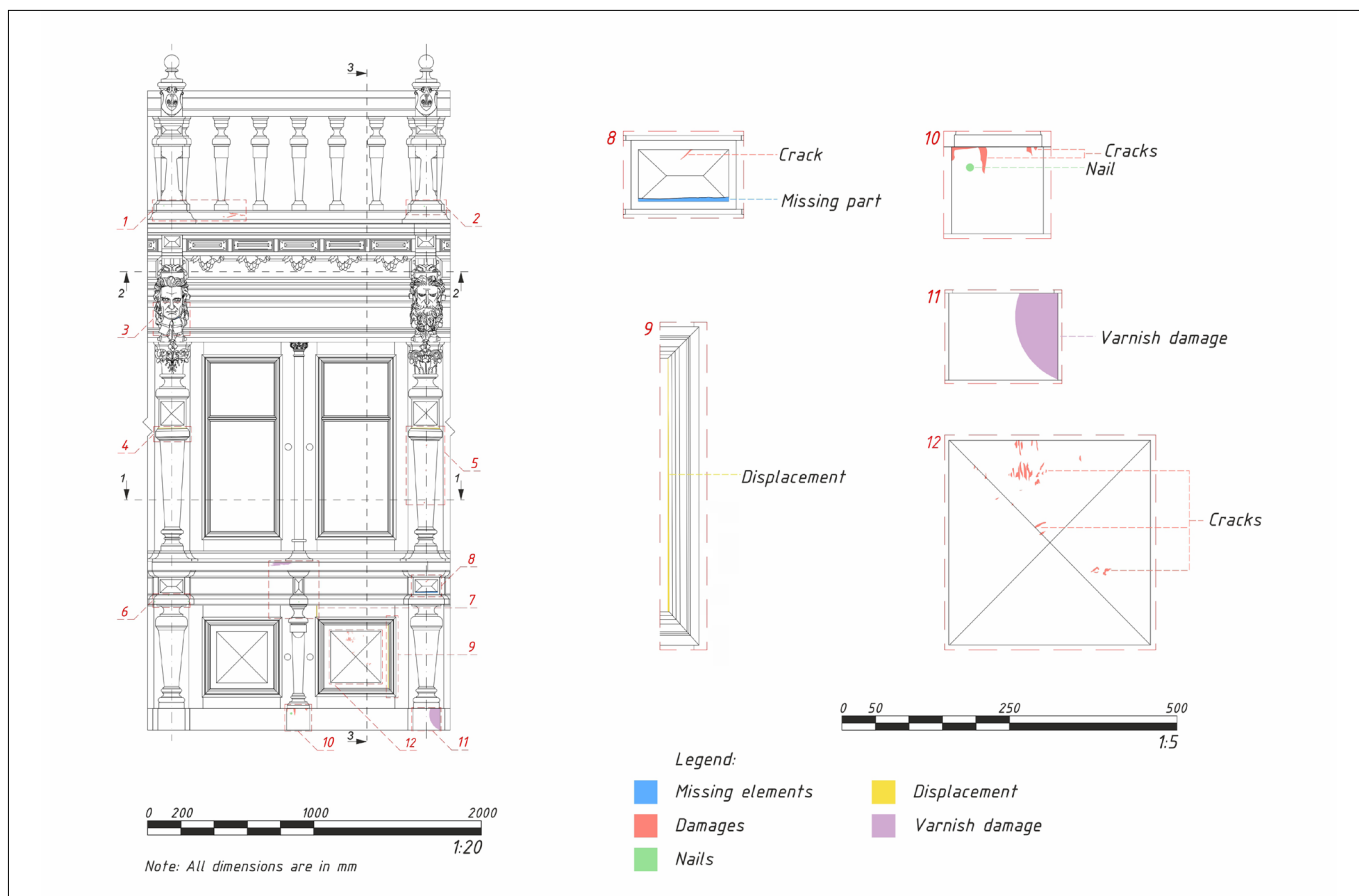 3
1
2
2
2
3
4
5
1
1
8
6
7
9
10
12
11
3
8
Crack
Missing part
10
Cracks
Nail
9
Displacement
11
Varnish damage
12
Cracks
0 200 1000 2000
1:20
Note: All dimensions are in mm
0 50 250 500
1:5
Legend:
Missing elements
Damages
Nails
Displacement
Varnish damage